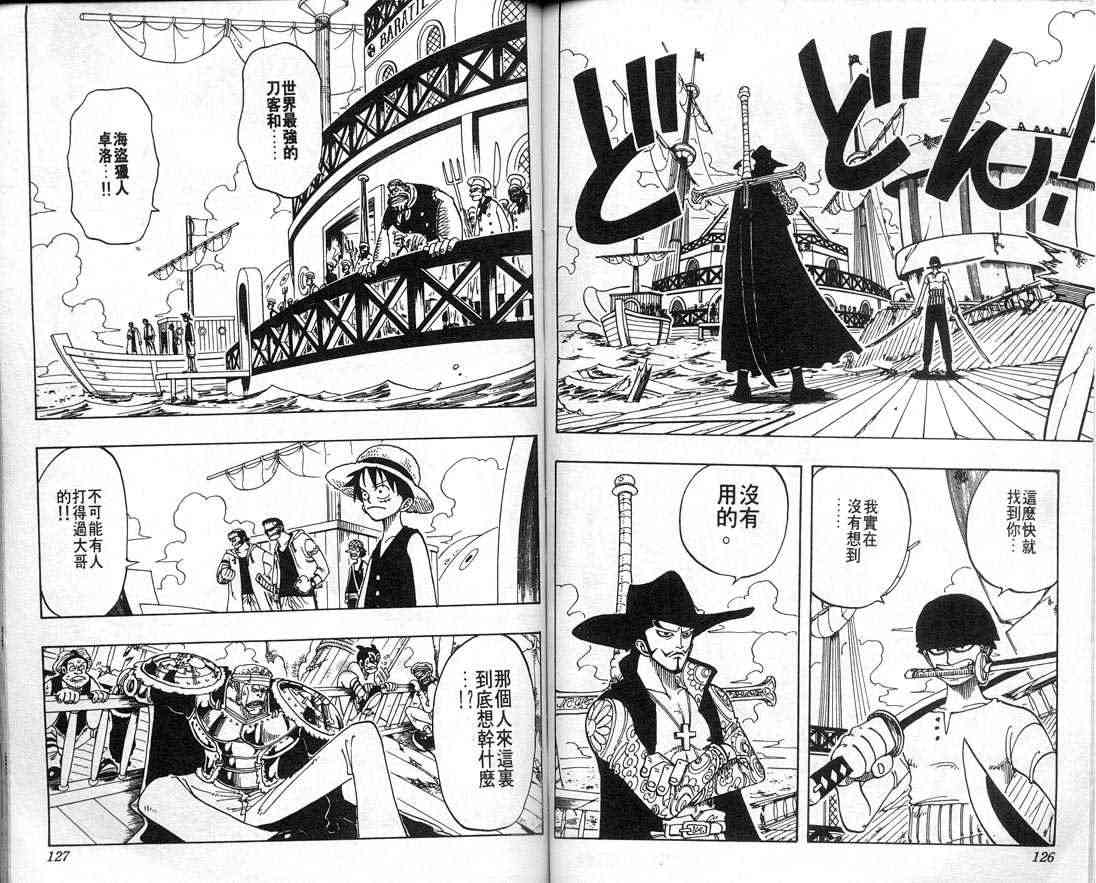 どどん!
這麼快就
找到你…
我實在
沒有想到
……
沒有
用的。
126
BARATIE
世界最強的
刀客和……
海盜獵人
卓洛…!!
不可能有人
打得過大哥
的!!
那個人來這裏
到底想幹什麼
…!?
127